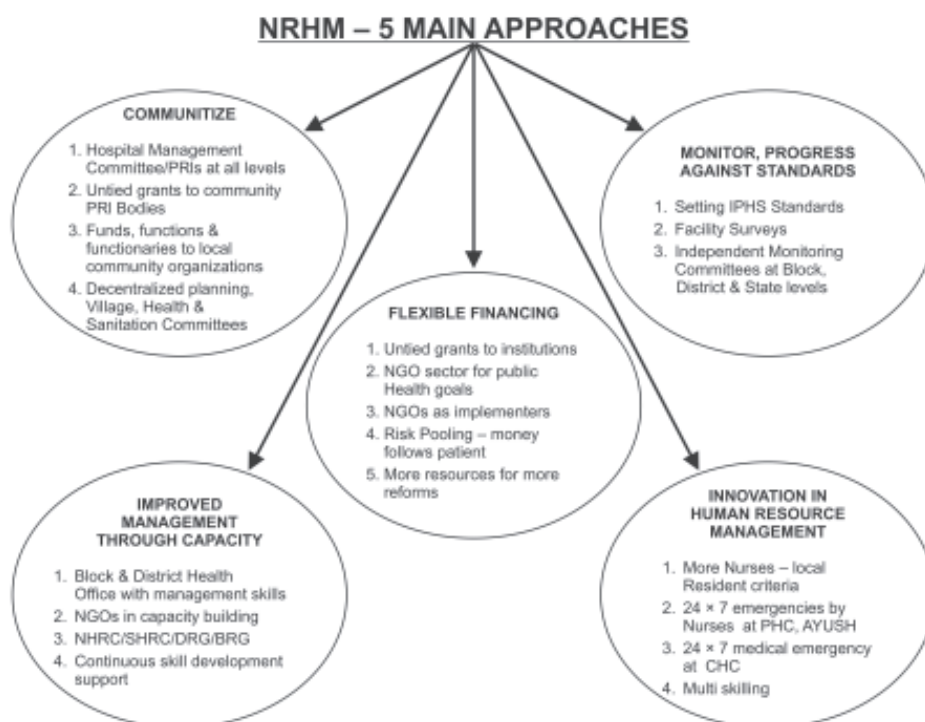 NRHM – 5 MAIN APPROACHES
COMMUNITIZE
1. Hospital Management
Committee/PRIs at all levels
2. Untied grants to community
PRI Bodies
3. Funds, functions &
functionaries to local
community organizations
4. Decentralized planning,
Village, Health &
Sanitation Committees
MONITOR, PROGRESS
AGAINST STANDARDS
1. Setting IPHS Standards
2. Facility Surveys
3. Independent Monitoring
Committees at Block,
District & State levels
FLEXIBLE FINANCING
1. Untied grants to institutions
2. NGO sector for public
Health goals
3. NGOs as implementers
4. Risk Pooling – money
follows patient
5. More resources for more
reforms
IMPROVED
MANAGEMENT
THROUGH CAPACITY
1. Block & District Health
Office with management skills
2. NGOs in capacity building
3. NHRC/SHRC/DRG/BRG
4. Continuous skill development
support
INNOVATION IN
HUMAN RESOURCE
MANAGEMENT
1. More Nurses – local
Resident criteria
2. 24 × 7 emergencies by
Nurses at PHC, AYUSH
3. 24 × 7 medical emergency
at CHC
4. Multi skilling